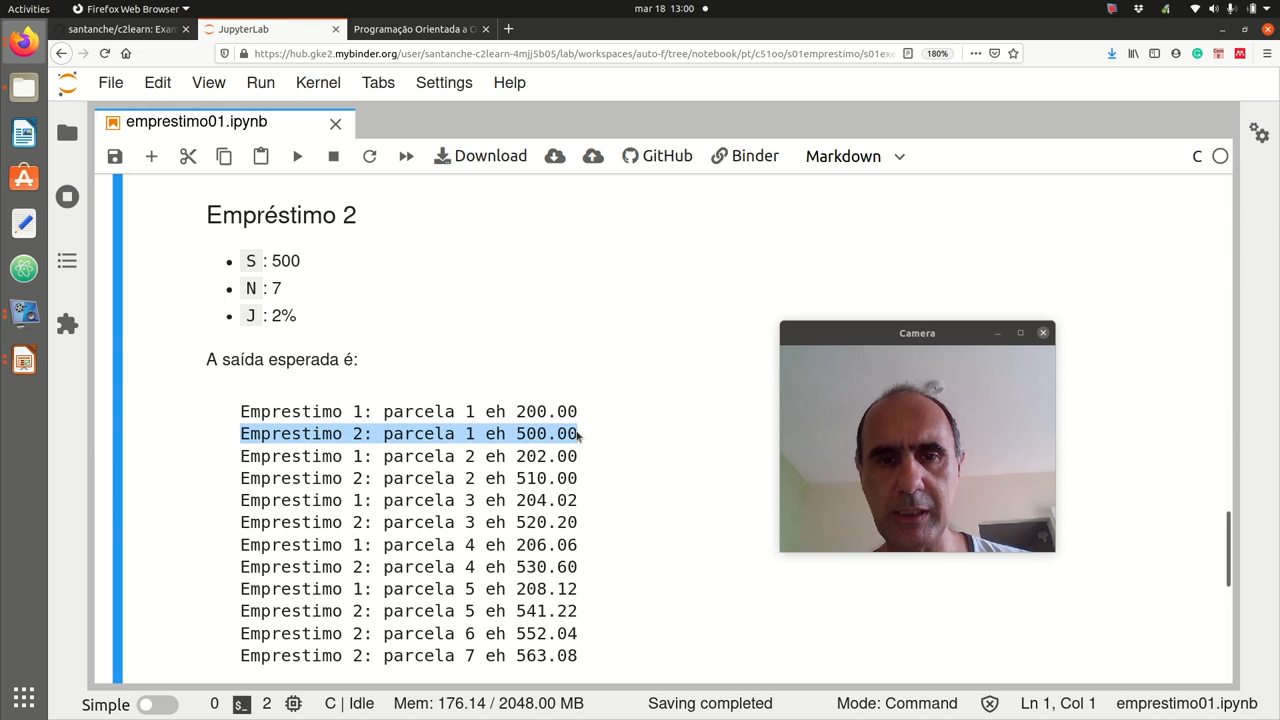 Activities Firefox Web Browser mar 18 13:00
santanche/c2learn: Exam JupyterLab Programação Orientada a O
https://hub.gke2.mybinder.org/user/santanche-c2learn-4mjj5b05/lab/workspaces/auto-f/tree/notebook/pt/c51oo/s01emprestimo/s01exe 180%
File Edit View Run Kernel Tabs Settings Help
emprestimo01.ipynb
Download GitHub Binder Markdown C
Empréstimo 2
S : 500
N : 7
J : 2%
A saída esperada é:
Emprestimo 1: parcela 1 eh 200.00
Emprestimo 2: parcela 1 eh 500.00
Emprestimo 1: parcela 2 eh 202.00
Emprestimo 2: parcela 2 eh 510.00
Emprestimo 1: parcela 3 eh 204.02
Emprestimo 2: parcela 3 eh 520.20
Emprestimo 1: parcela 4 eh 206.06
Emprestimo 2: parcela 4 eh 530.60
Emprestimo 1: parcela 5 eh 208.12
Emprestimo 2: parcela 5 eh 541.22
Emprestimo 2: parcela 6 eh 552.04
Emprestimo 2: parcela 7 eh 563.08
Camera
Simple 0 2 C | Idle Mem: 176.14 / 2048.00 MB Saving completed Mode: Command Ln 1, Col 1 emprestimo01.ipynb